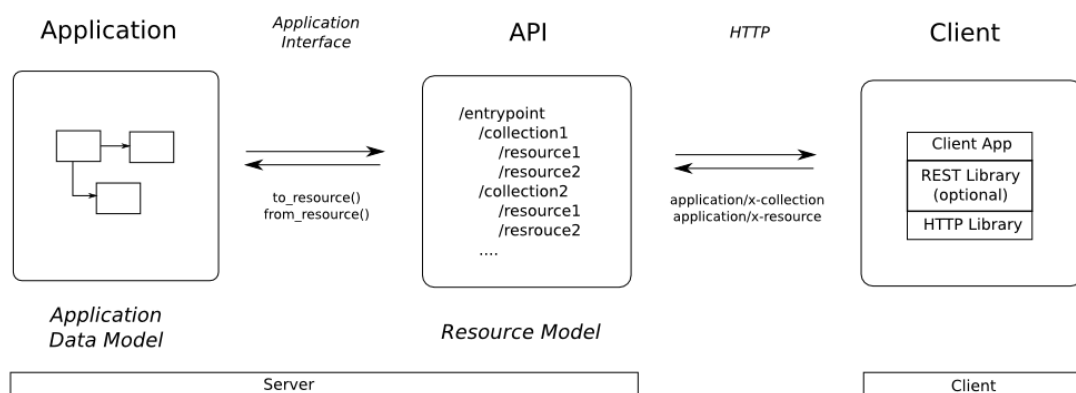 Application
Application
Interface
API
HTTP
Client
/entrypoint
/collection1
/resource1
/resource2
/collection2
/resource1
/resrouce2
....
to_resource()
from_resource()
application/x-collection
application/x-resource
Client App
REST Library
(optional)
HTTP Library
Application
Data Model
Resource Model
Server
Client